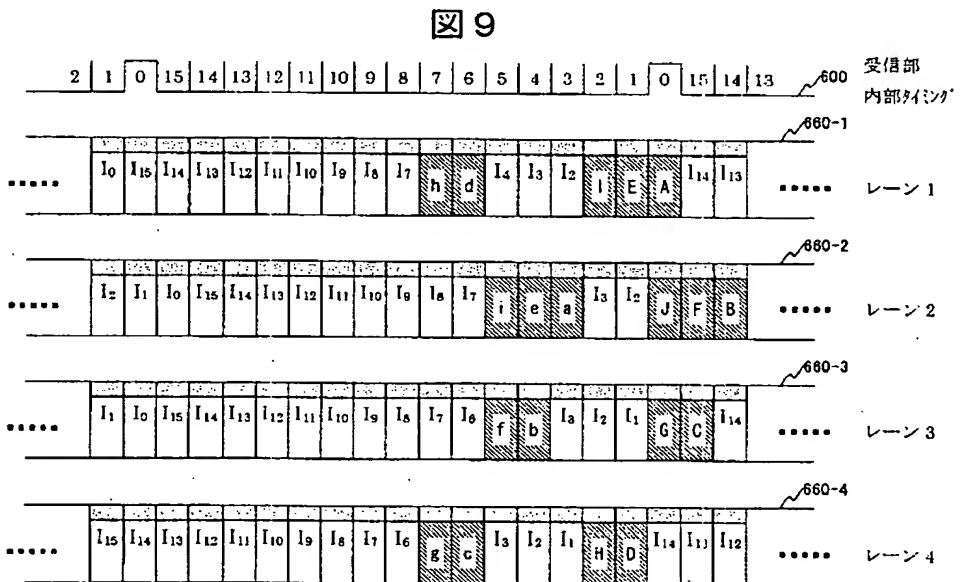 図9
2 1 0 15 14 13 12 11 10 9 8 7 6 5 4 3 2 1 0 15 14 13 600 受信部
内部タイミング
660-1
..... I0 I15 I14 I13 I12 I11 I10 I9 I8 I7 h d I4 I3 I2 I E A I14 I13 ..... レーン 1
660-2
..... I2 I1 I0 I15 I14 I13 I12 I11 I10 I9 I8 I7 i e a I3 I2 J F B ..... レーン 2
660-3
..... I1 I0 I15 I14 I13 I12 I11 I10 I9 I8 I7 I6 f b I3 I2 I1 G C I14 ..... レーン 3
660-4
..... I15 I14 I13 I12 I11 I10 I9 I8 I7 I6 g c I3 I2 I1 H D I14 I13 I12 ..... レーン 4